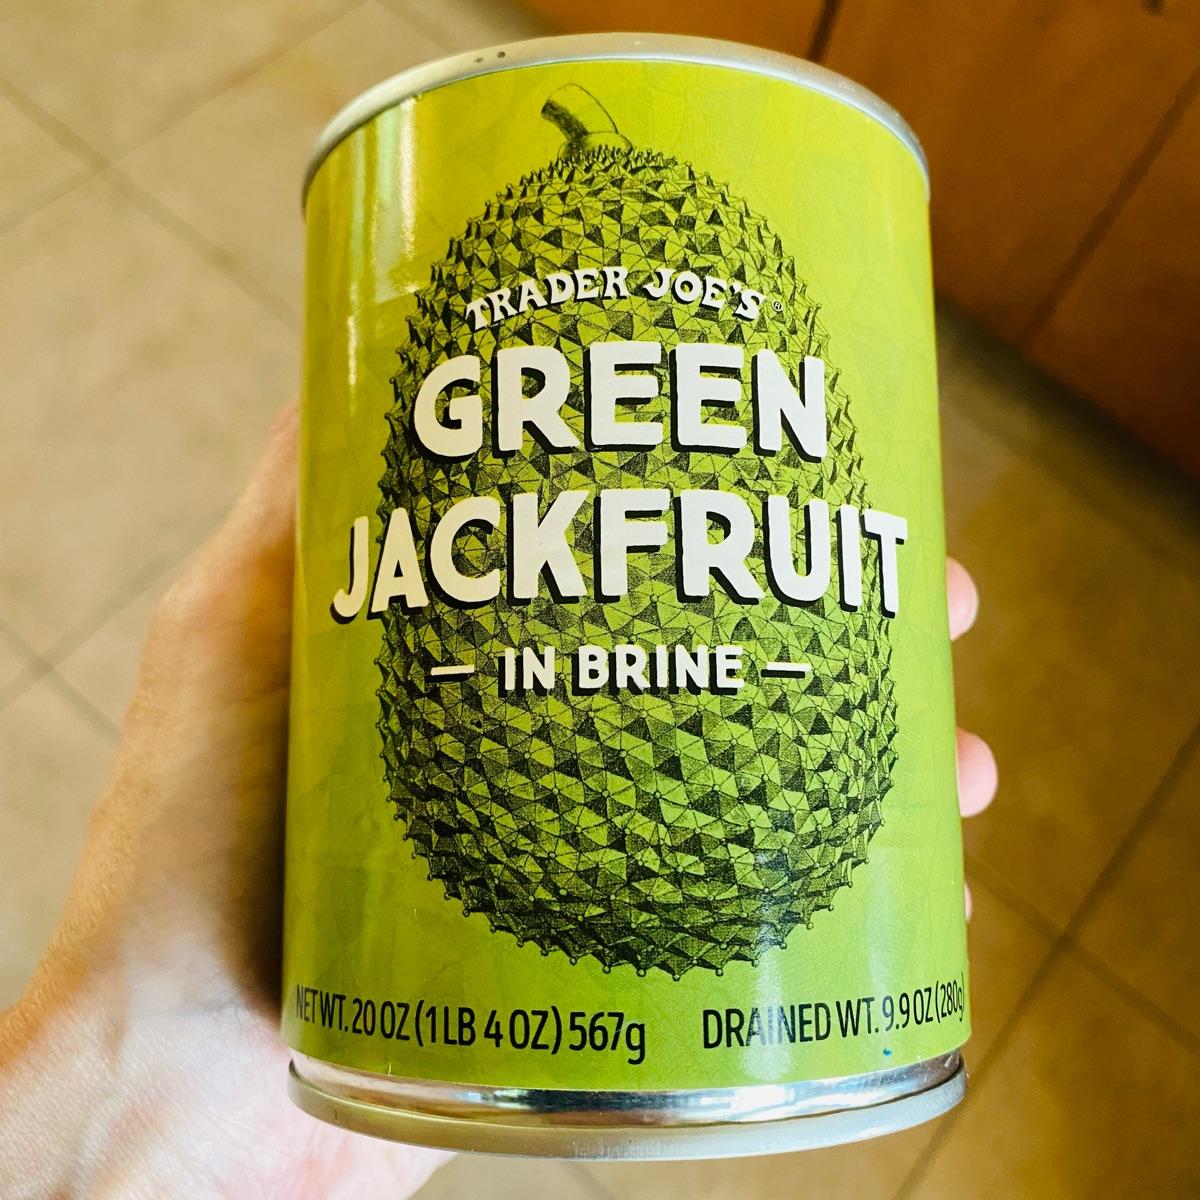 TRADER JOE'S®
GREEN
JACKFRUIT
— IN BRINE —
NET WT. 20 OZ (1 LB 4 OZ) 567g
DRAINED WT. 9.9 OZ (280g)